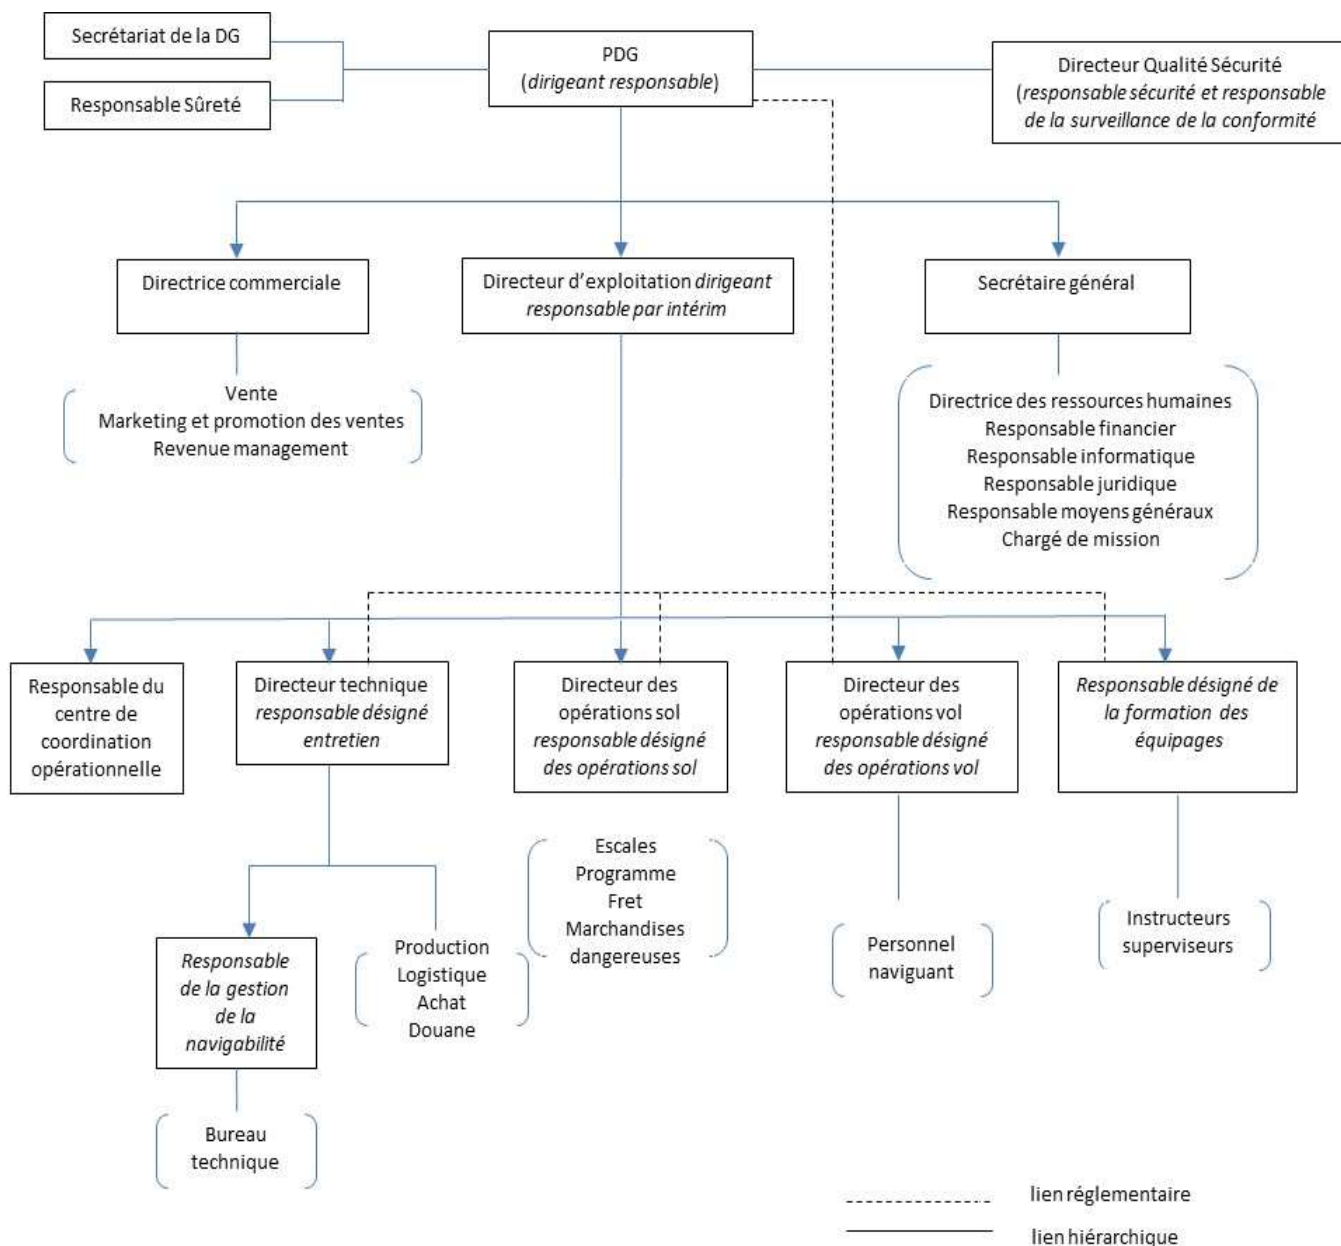 Secrétariat de la DG
Responsable Sûreté
PDG
(dirigeant responsable)
Directeur Qualité Sécurité
(responsable sécurité et responsable
de la surveillance de la conformité
Directrice commerciale
Directeur d'exploitation dirigeant
responsable par intérim
Secrétaire général
Vente
Marketing et promotion des ventes
Revenue management
Directrice des ressources humaines
Responsable financier
Responsable informatique
Responsable juridique
Responsable moyens généraux
Chargé de mission
Responsable du
centre de
coordination
opérationnelle
Directeur technique
responsable désigné
entretien
Directeur des
opérations sol
responsable désigné
des opérations sol
Directeur des
opérations vol
responsable désigné
des opérations vol
Responsable désigné de
la formation des
équipages
Escales
Programme
Fret
Marchandises
dangereuses
Personnel
naviguant
Instructeurs
superviseurs
Responsable
de la gestion
de la
navigabilité
Production
Logistique
Achat
Douane
Bureau
technique
lien réglementaire
lien hiérarchique